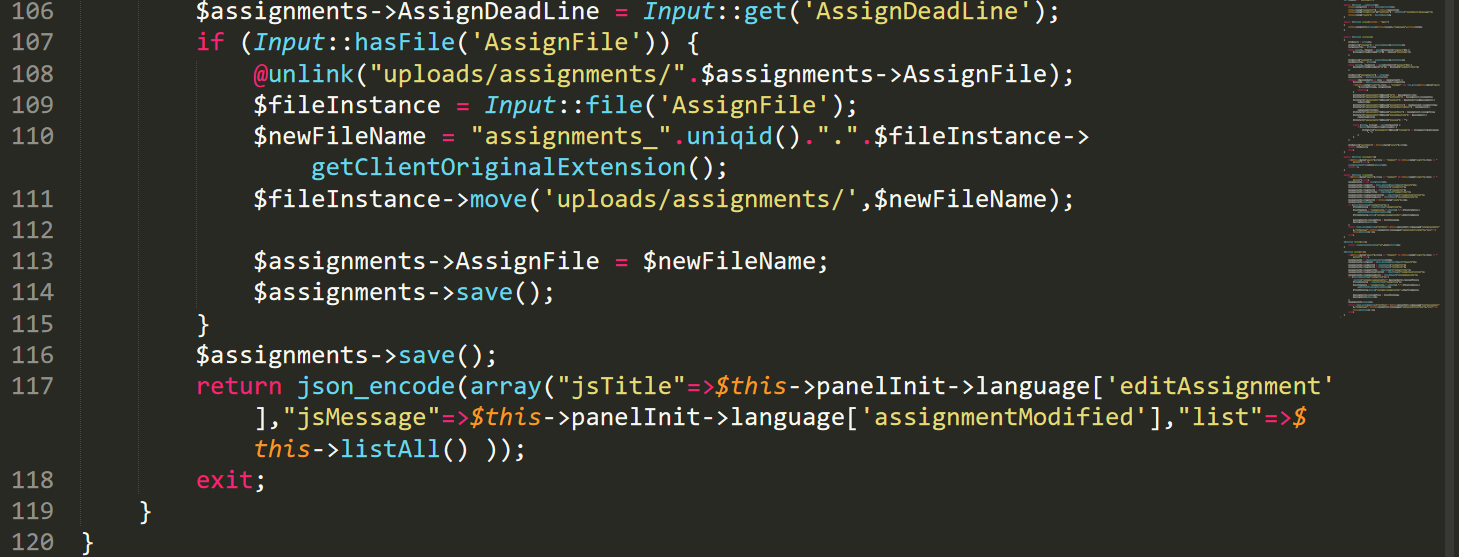 106 $assignments->AssignDeadLine = Input::get('AssignDeadLine');
107 if (Input::hasFile('AssignFile')) {
108 @unlink("uploads/assignments/".$assignments->AssignFile);
109 $fileInstance = Input::file('AssignFile');
110 $newFileName = "assignments_".uniqid().".".$fileInstance->
getClientOriginalExtension();
111 $fileInstance->move('uploads/assignments/',$newFileName);
112
113 $assignments->AssignFile = $newFileName;
114 $assignments->save();
115 }
116 $assignments->save();
117 return json_encode(array("jsTitle"=>$this->panelInit->language['editAssignment'
],"jsMessage"=>$this->panelInit->language['assignmentModified'],"list"=>$
this->listAll() ));
118 exit;
119 }
120 }